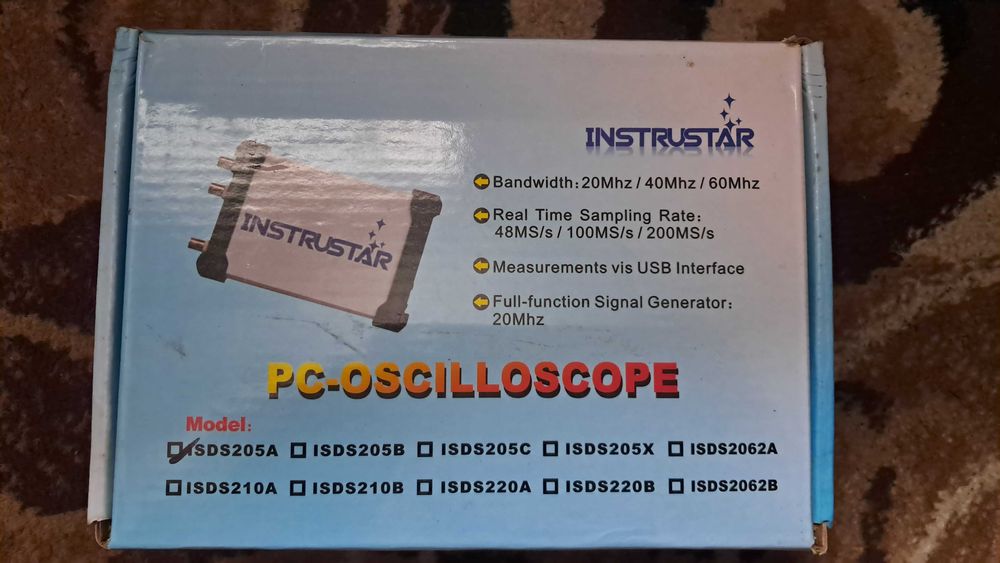 INSTRUSTAR
INSTRUSTAR
Bandwidth: 20Mhz / 40Mhz / 60Mhz
Real Time Sampling Rate:
48MS/s / 100MS/s / 200MS/s
Measurements vis USB Interface
Full-function Signal Generator:
20Mhz
PC-OSCILLOSCOPE
Model:
ISDS205A ISDS205B ISDS205C ISDS205X ISDS2062A
ISDS210A ISDS210B ISDS220A ISDS220B ISDS2062B